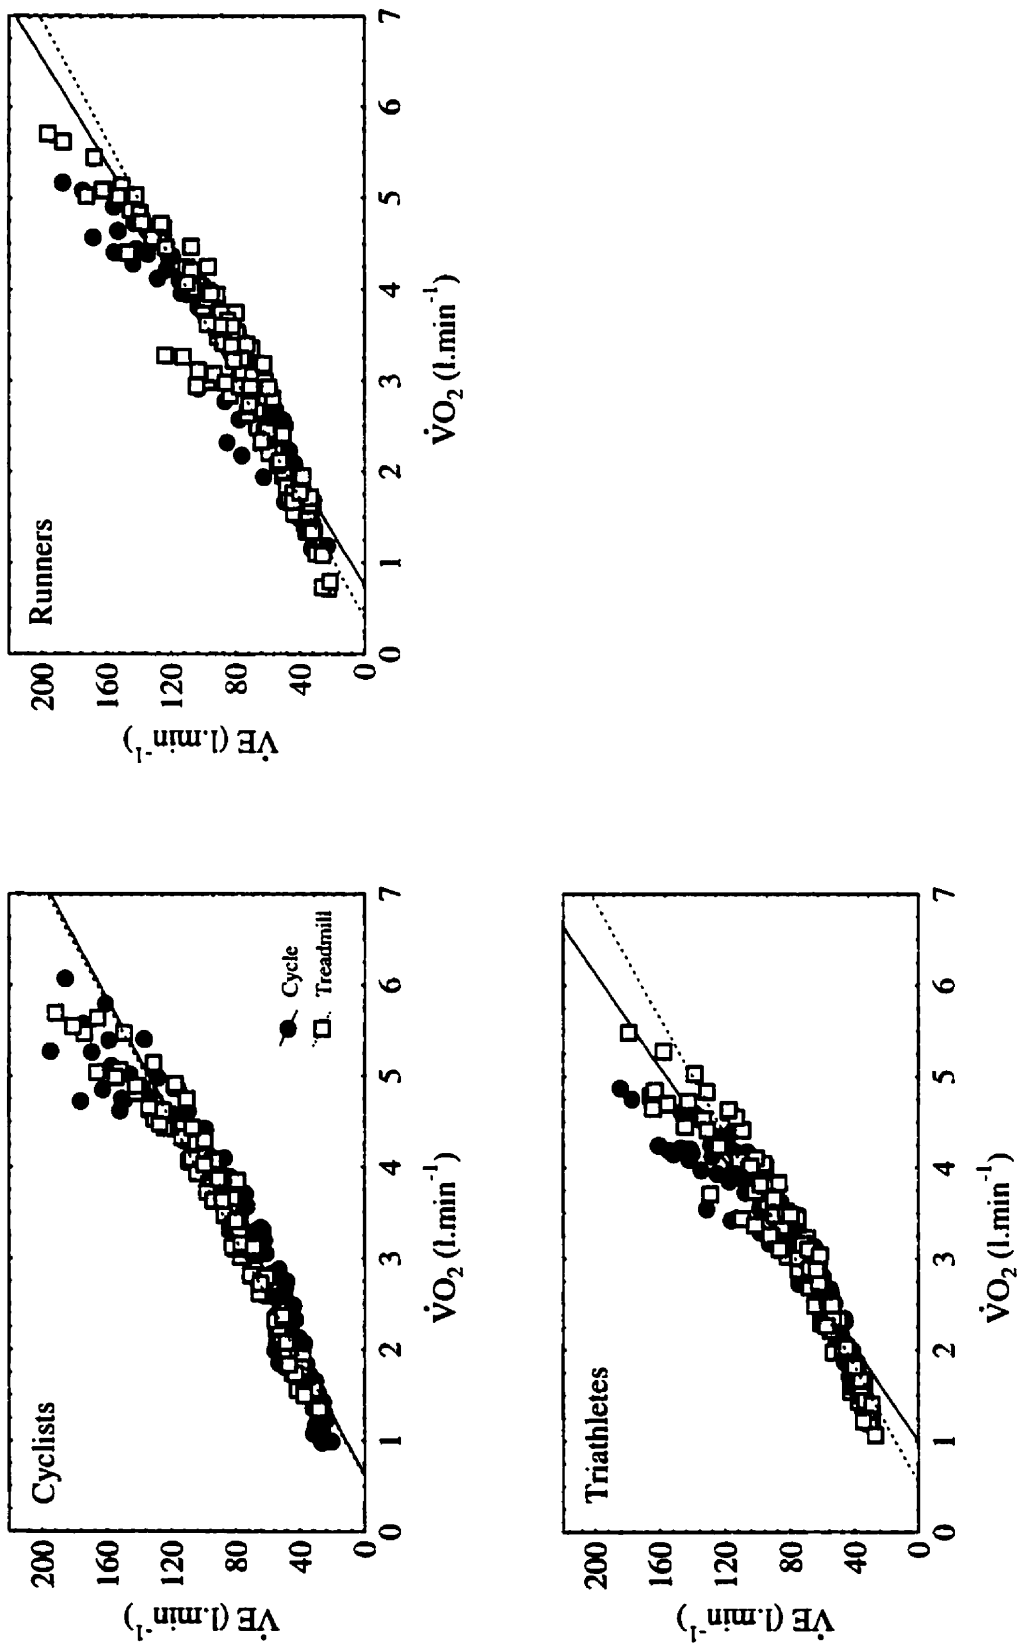 Cyclists
V̇E (l.min⁻¹)
200
160
120
80
40
0
0 1 2 3 4 5 6 7
V̇O₂ (l.min⁻¹)
Cycle
Treadmill
Runners
V̇E (l.min⁻¹)
200
160
120
80
40
0
0 1 2 3 4 5 6 7
V̇O₂ (l.min⁻¹)
Triathletes
V̇E (l.min⁻¹)
200
160
120
80
40
0
0 1 2 3 4 5 6 7
V̇O₂ (l.min⁻¹)